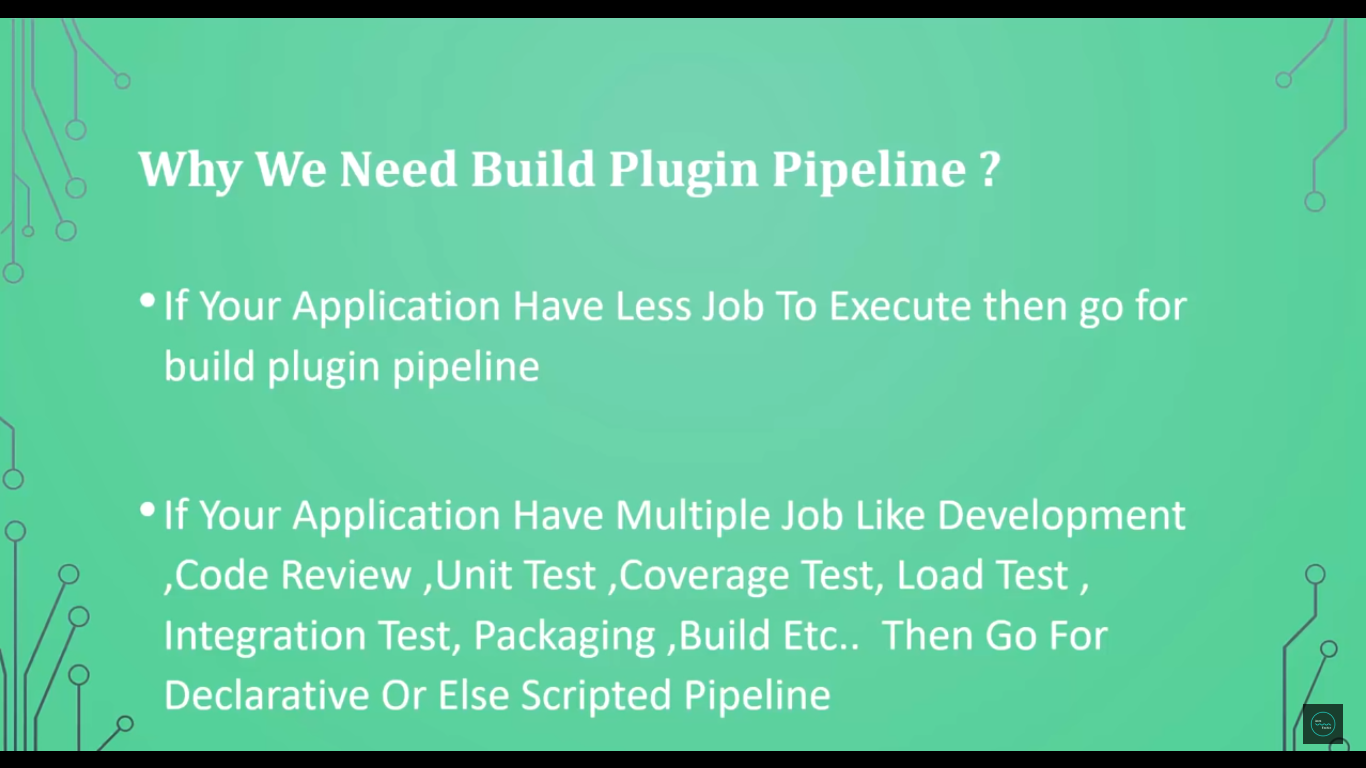 Why We Need Build Plugin Pipeline ?
•If Your Application Have Less Job To Execute then go for
build plugin pipeline
•If Your Application Have Multiple Job Like Development
,Code Review ,Unit Test ,Coverage Test, Load Test ,
Integration Test, Packaging ,Build Etc..  Then Go For
Declarative Or Else Scripted Pipeline